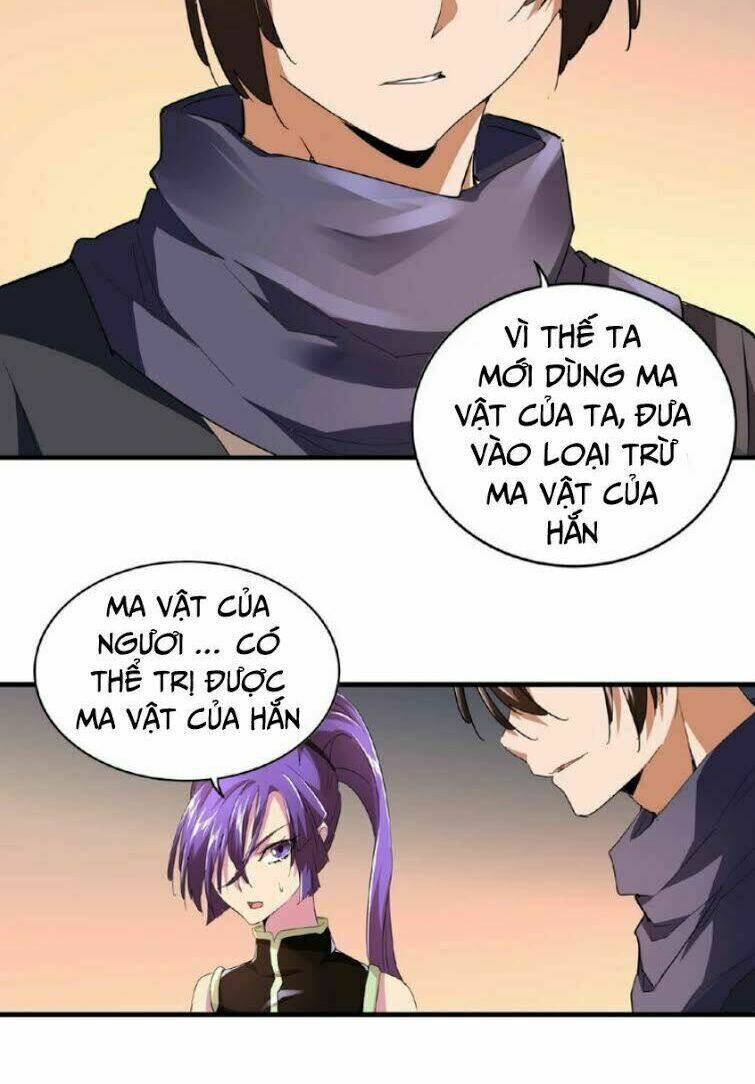 VÌ THẾ TA
MỚI DÙNG MA
VẬT CỦA TA, ĐƯA
VÀO LOẠI TRỪ
MA VẬT CỦA
HẮN
MA VẬT CỦA
NGƯƠI ... CÓ
THỂ TRỊ ĐƯỢC
MA VẬT CỦA HẮN